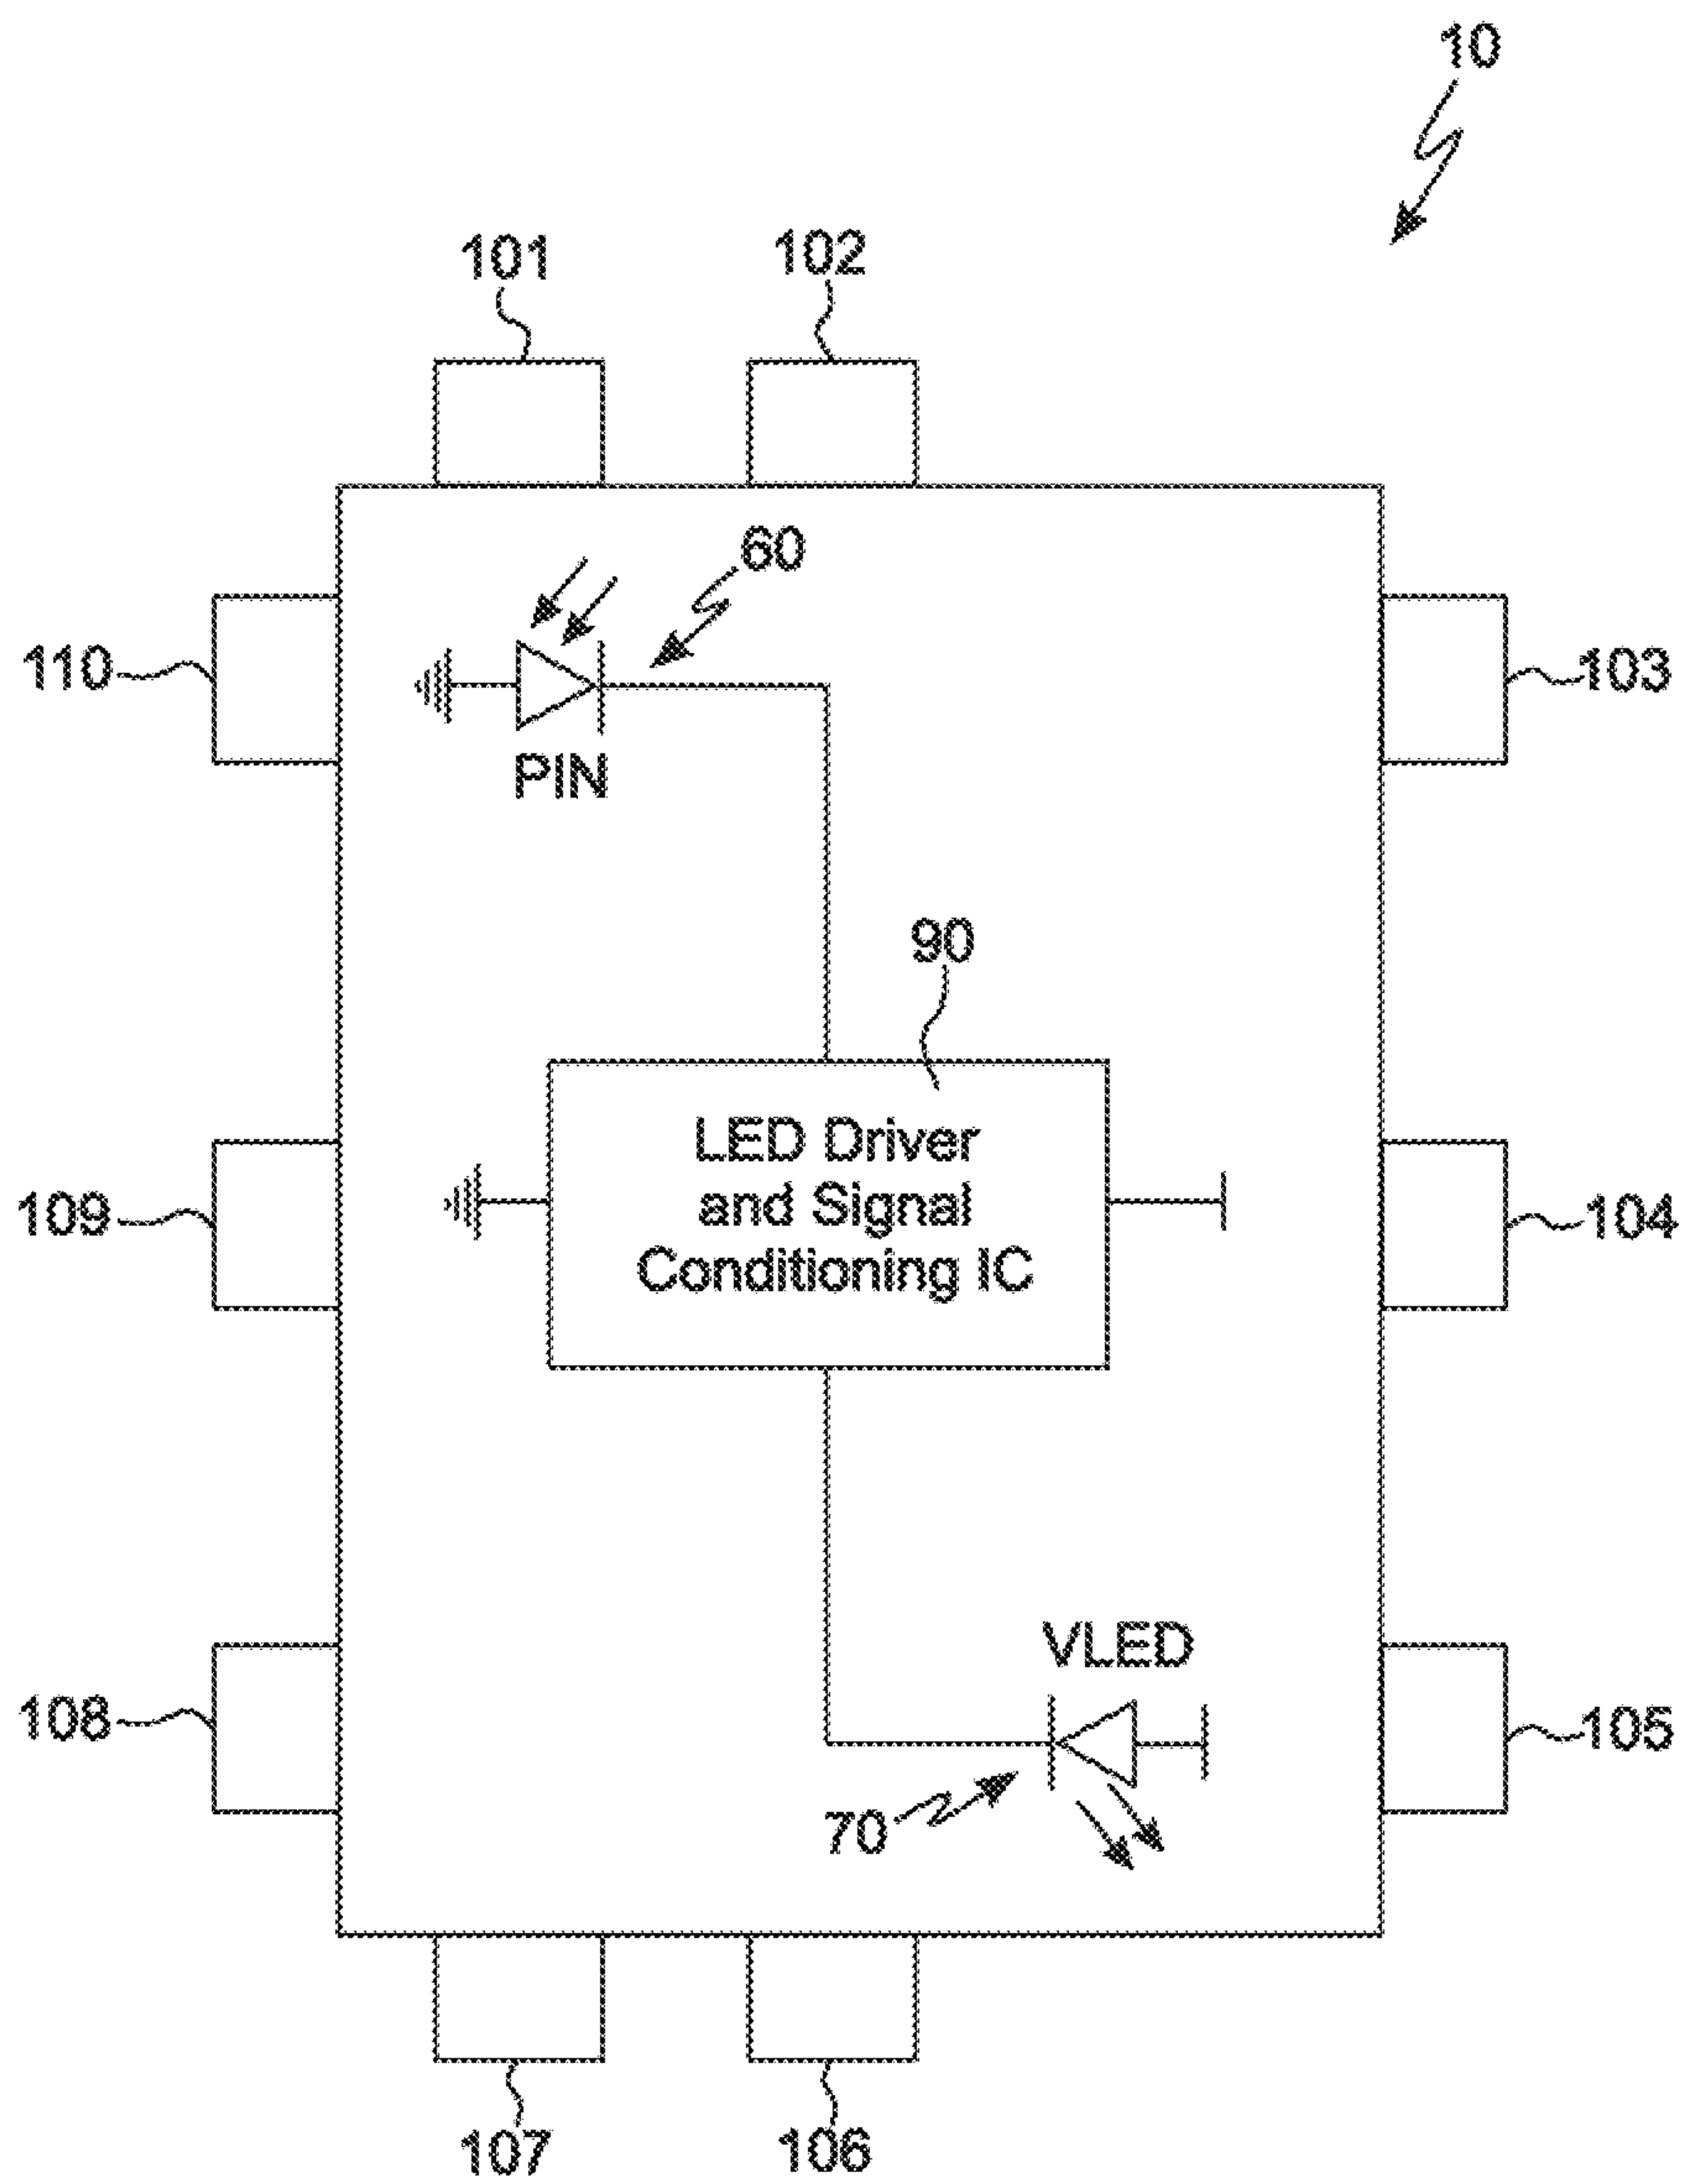 10
101
102
60
110
103
PIN
90
LED Driver
and Signal
Conditioning IC
109
104
VLED
108
105
70
107
106